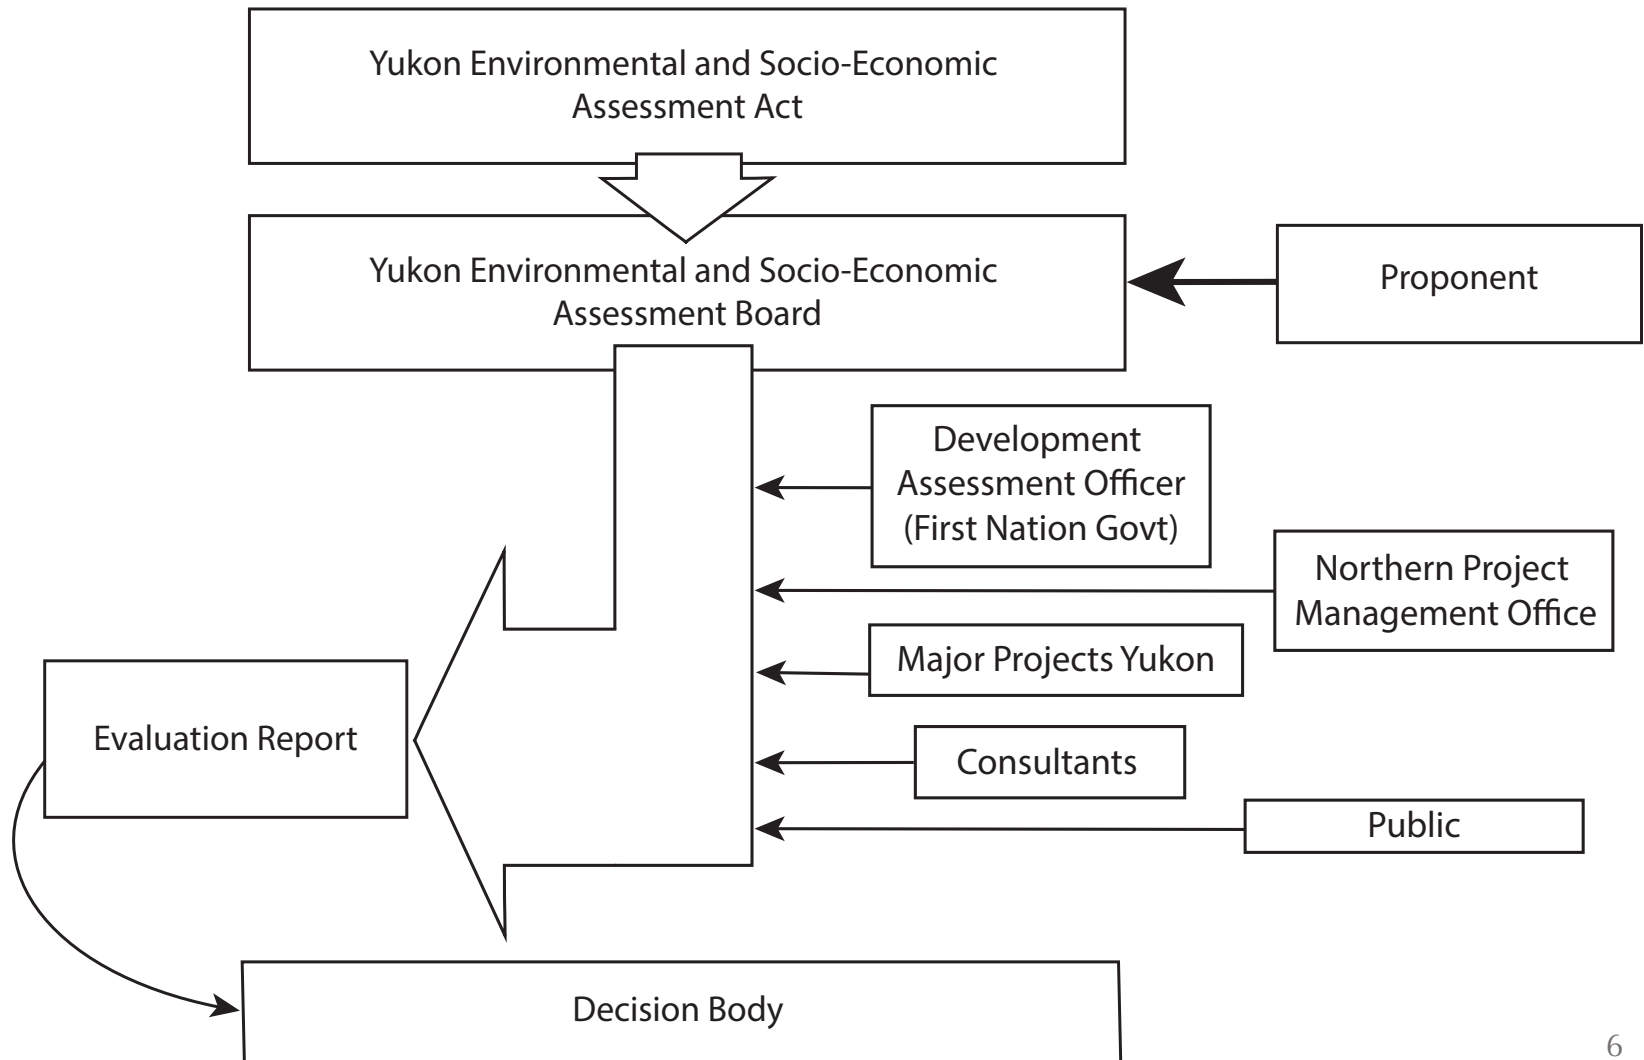 Yukon Environmental and Socio-Economic
Assessment Act
Yukon Environmental and Socio-Economic
Assessment Board
Proponent
Development
Assessment Officer
(First Nation Govt)
Northern Project
Management Office
Major Projects Yukon
Evaluation Report
Consultants
Public
Decision Body
6